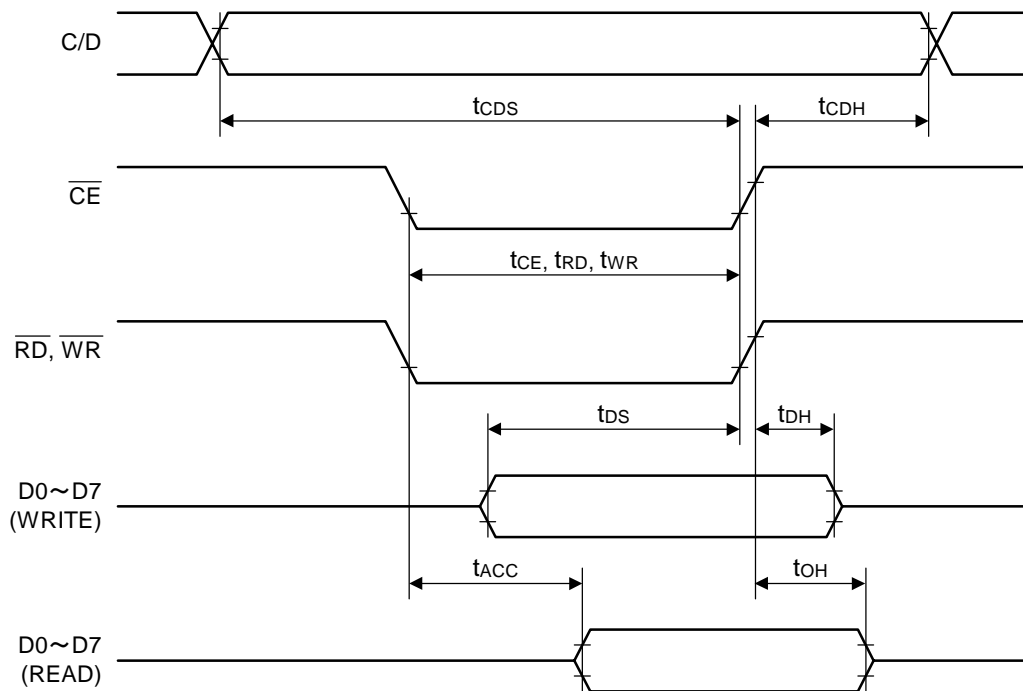 C/D
tCDS
tCDH
CE
tCE, tRD, tWR
RD, WR
tDS
tDH
D0～D7
(WRITE)
tACC
tOH
D0～D7
(READ)